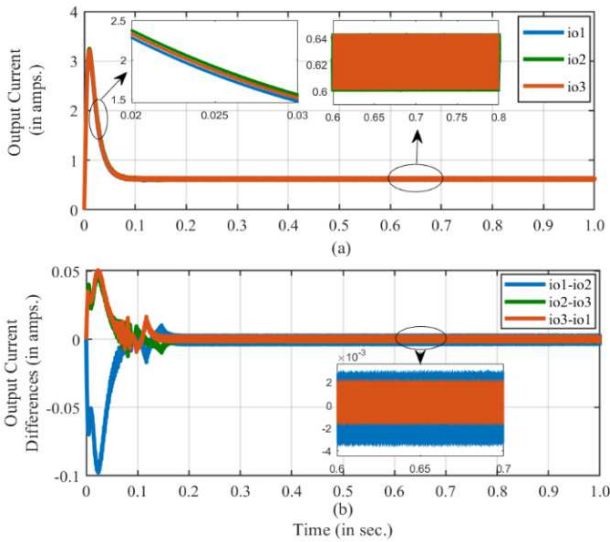 Output Current
(in amps.)
4
3
2
1
0
2.5
2
1.5
0.02 0.025 0.03
0.64
0.62
0.6
0.6 0.65 0.7 0.75 0.8
io1
io2
io3
0 0.1 0.2 0.3 0.4 0.5 0.6 0.7 0.8 0.9 1.0
(a)
Output Current
Differences (in amps.)
0.05
0
-0.05
-0.1
io1-io2
io2-io3
io3-io1
×10⁻³
2
0
-2
-4
0.6 0.65 0.7
0 0.1 0.2 0.3 0.4 0.5 0.6 0.7 0.8 0.9 1.0
(b)
Time (in sec.)